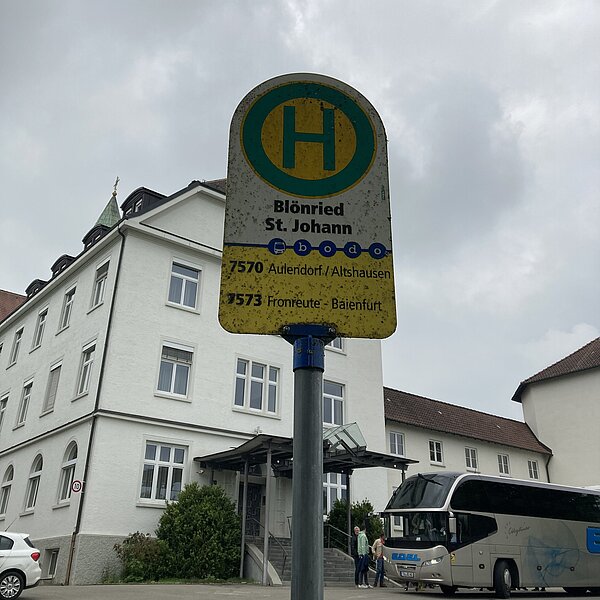 H
Blönried
St. Johann
bodo
7570 Aulendorf / Altshausen
7573 Fronreute - Baienfurt